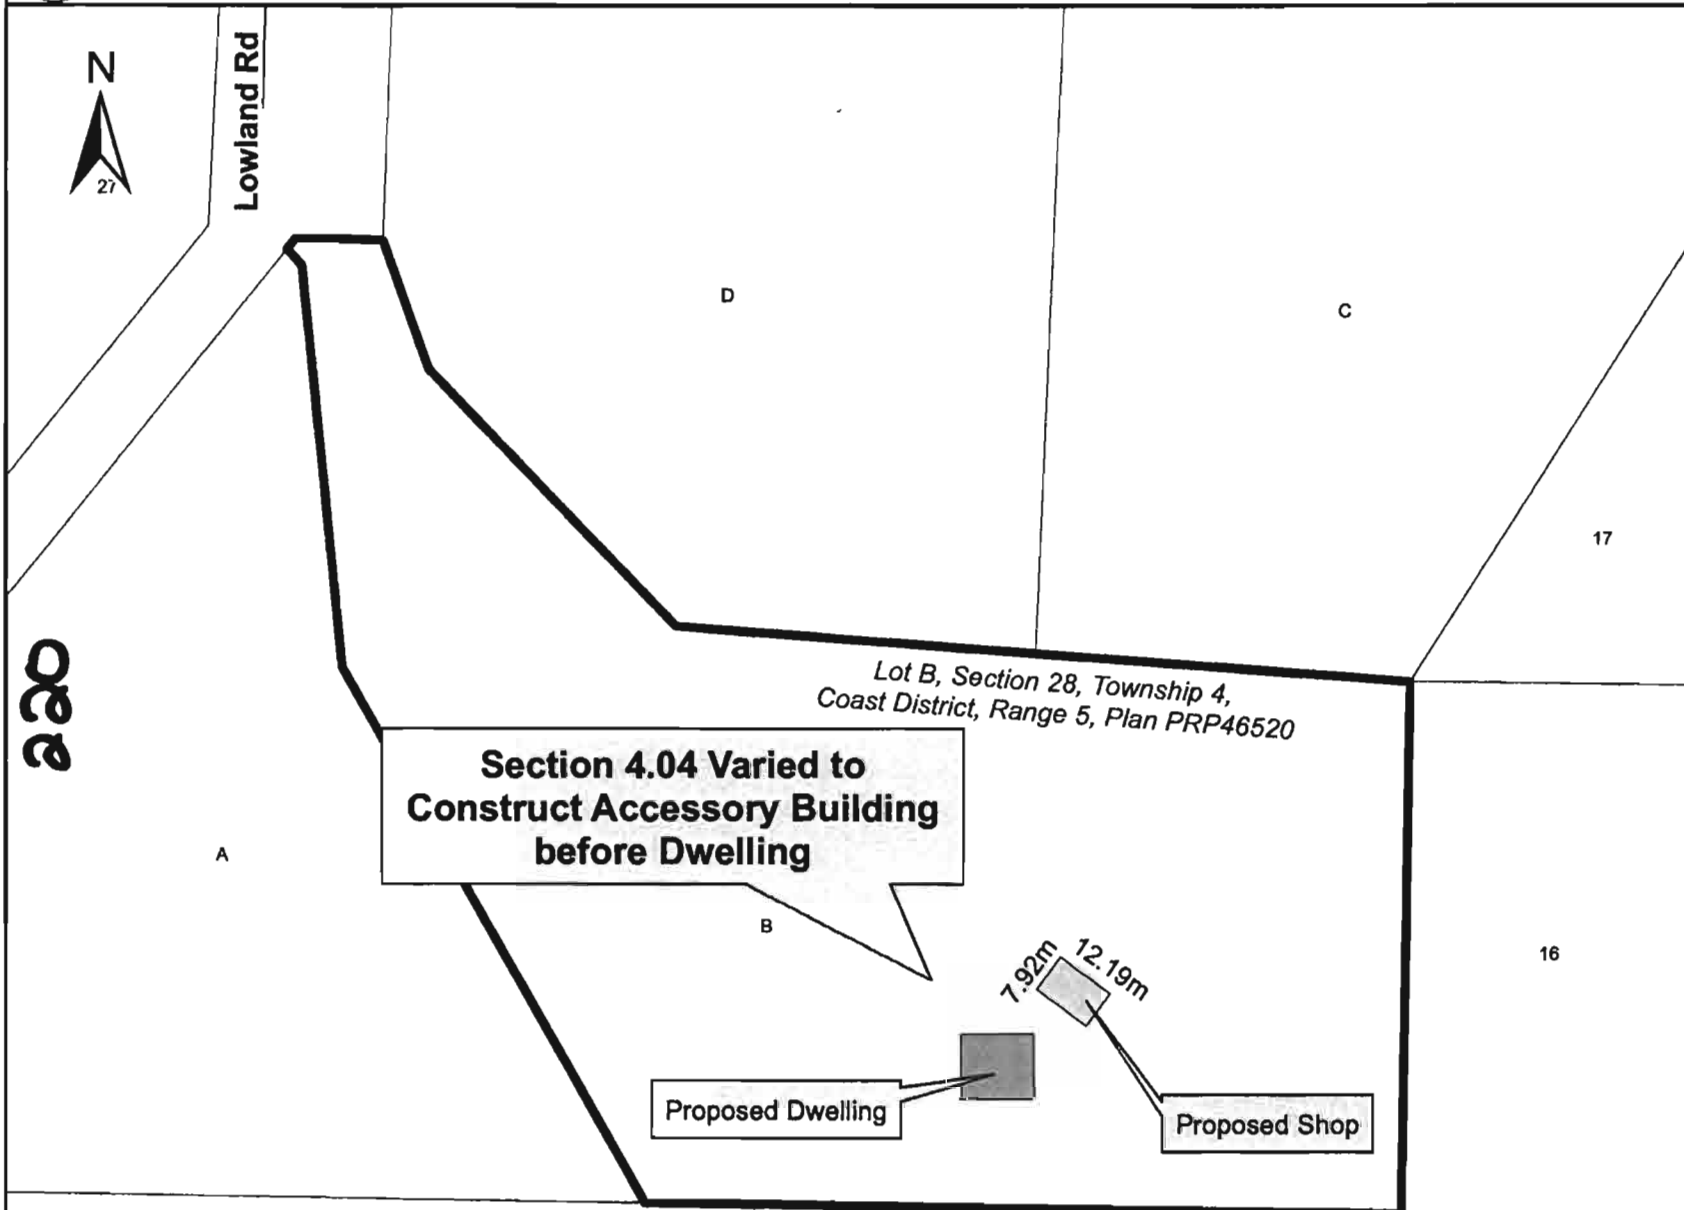 N
27
Lowland Rd
D
C
17
220
Lot B, Section 28, Township 4,
Coast District, Range 5, Plan PRP46520
Section 4.04 Varied to
Construct Accessory Building
before Dwelling
A
B
16
7.92m
12.19m
Proposed Dwelling
Proposed Shop